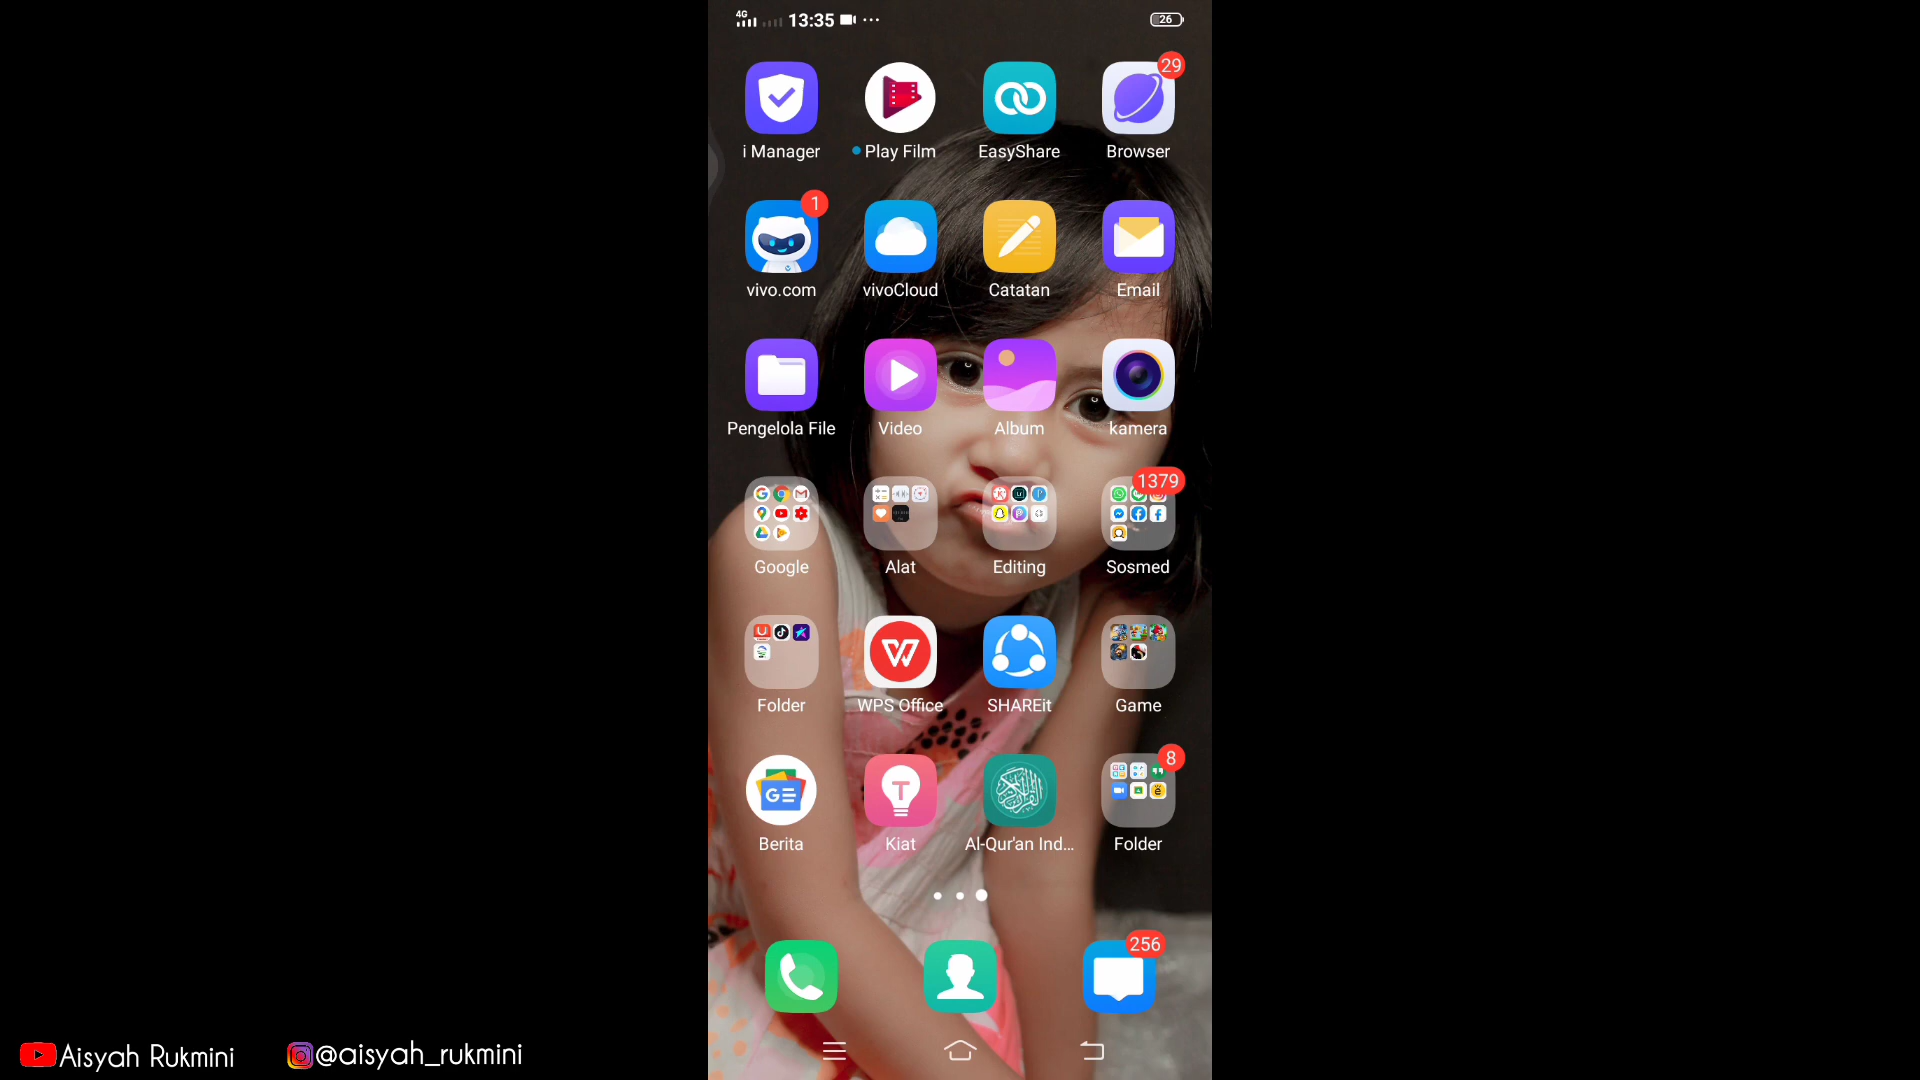 4G 13:35 26
29
i Manager Play Film EasyShare Browser
1
vivo.com vivoCloud Catatan Email
Pengelola File Video Album kamera
1379
Google Alat Editing Sosmed
W
Folder WPS Office SHAREit Game
8
GE T
Berita Kiat Al-Qur'an Ind... Folder
256
Aisyah Rukmini @aisyah_rukmini